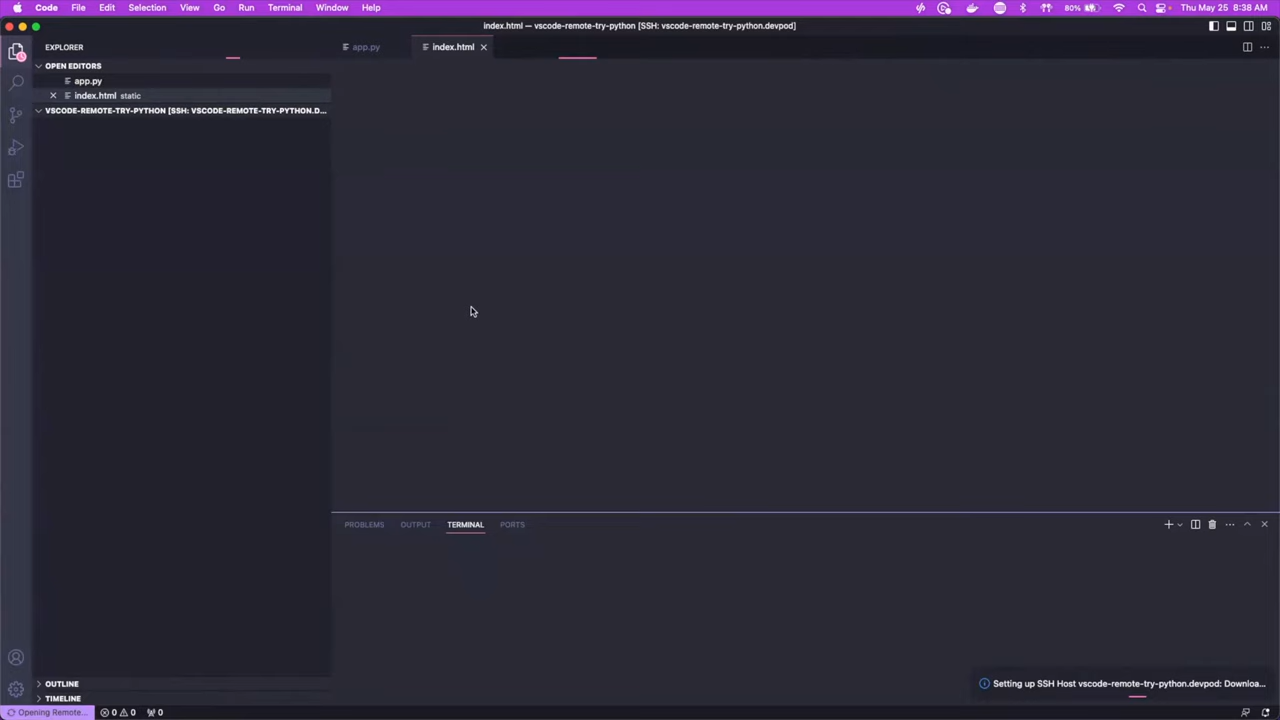 Code File Edit Selection View Go Run Terminal Window Help 80% Thu May 25 8:38 AM
index.html — vscode-remote-try-python [SSH: vscode-remote-try-python.devpod]
EXPLORER
app.py index.html
OPEN EDITORS
app.py
index.html static
VSCODE-REMOTE-TRY-PYTHON [SSH: VSCODE-REMOTE-TRY-PYTHON.D...
PROBLEMS OUTPUT TERMINAL PORTS
OUTLINE
Setting up SSH Host vscode-remote-try-python.devpod: Downloa...
TIMELINE
Opening Remote... 0 0 0